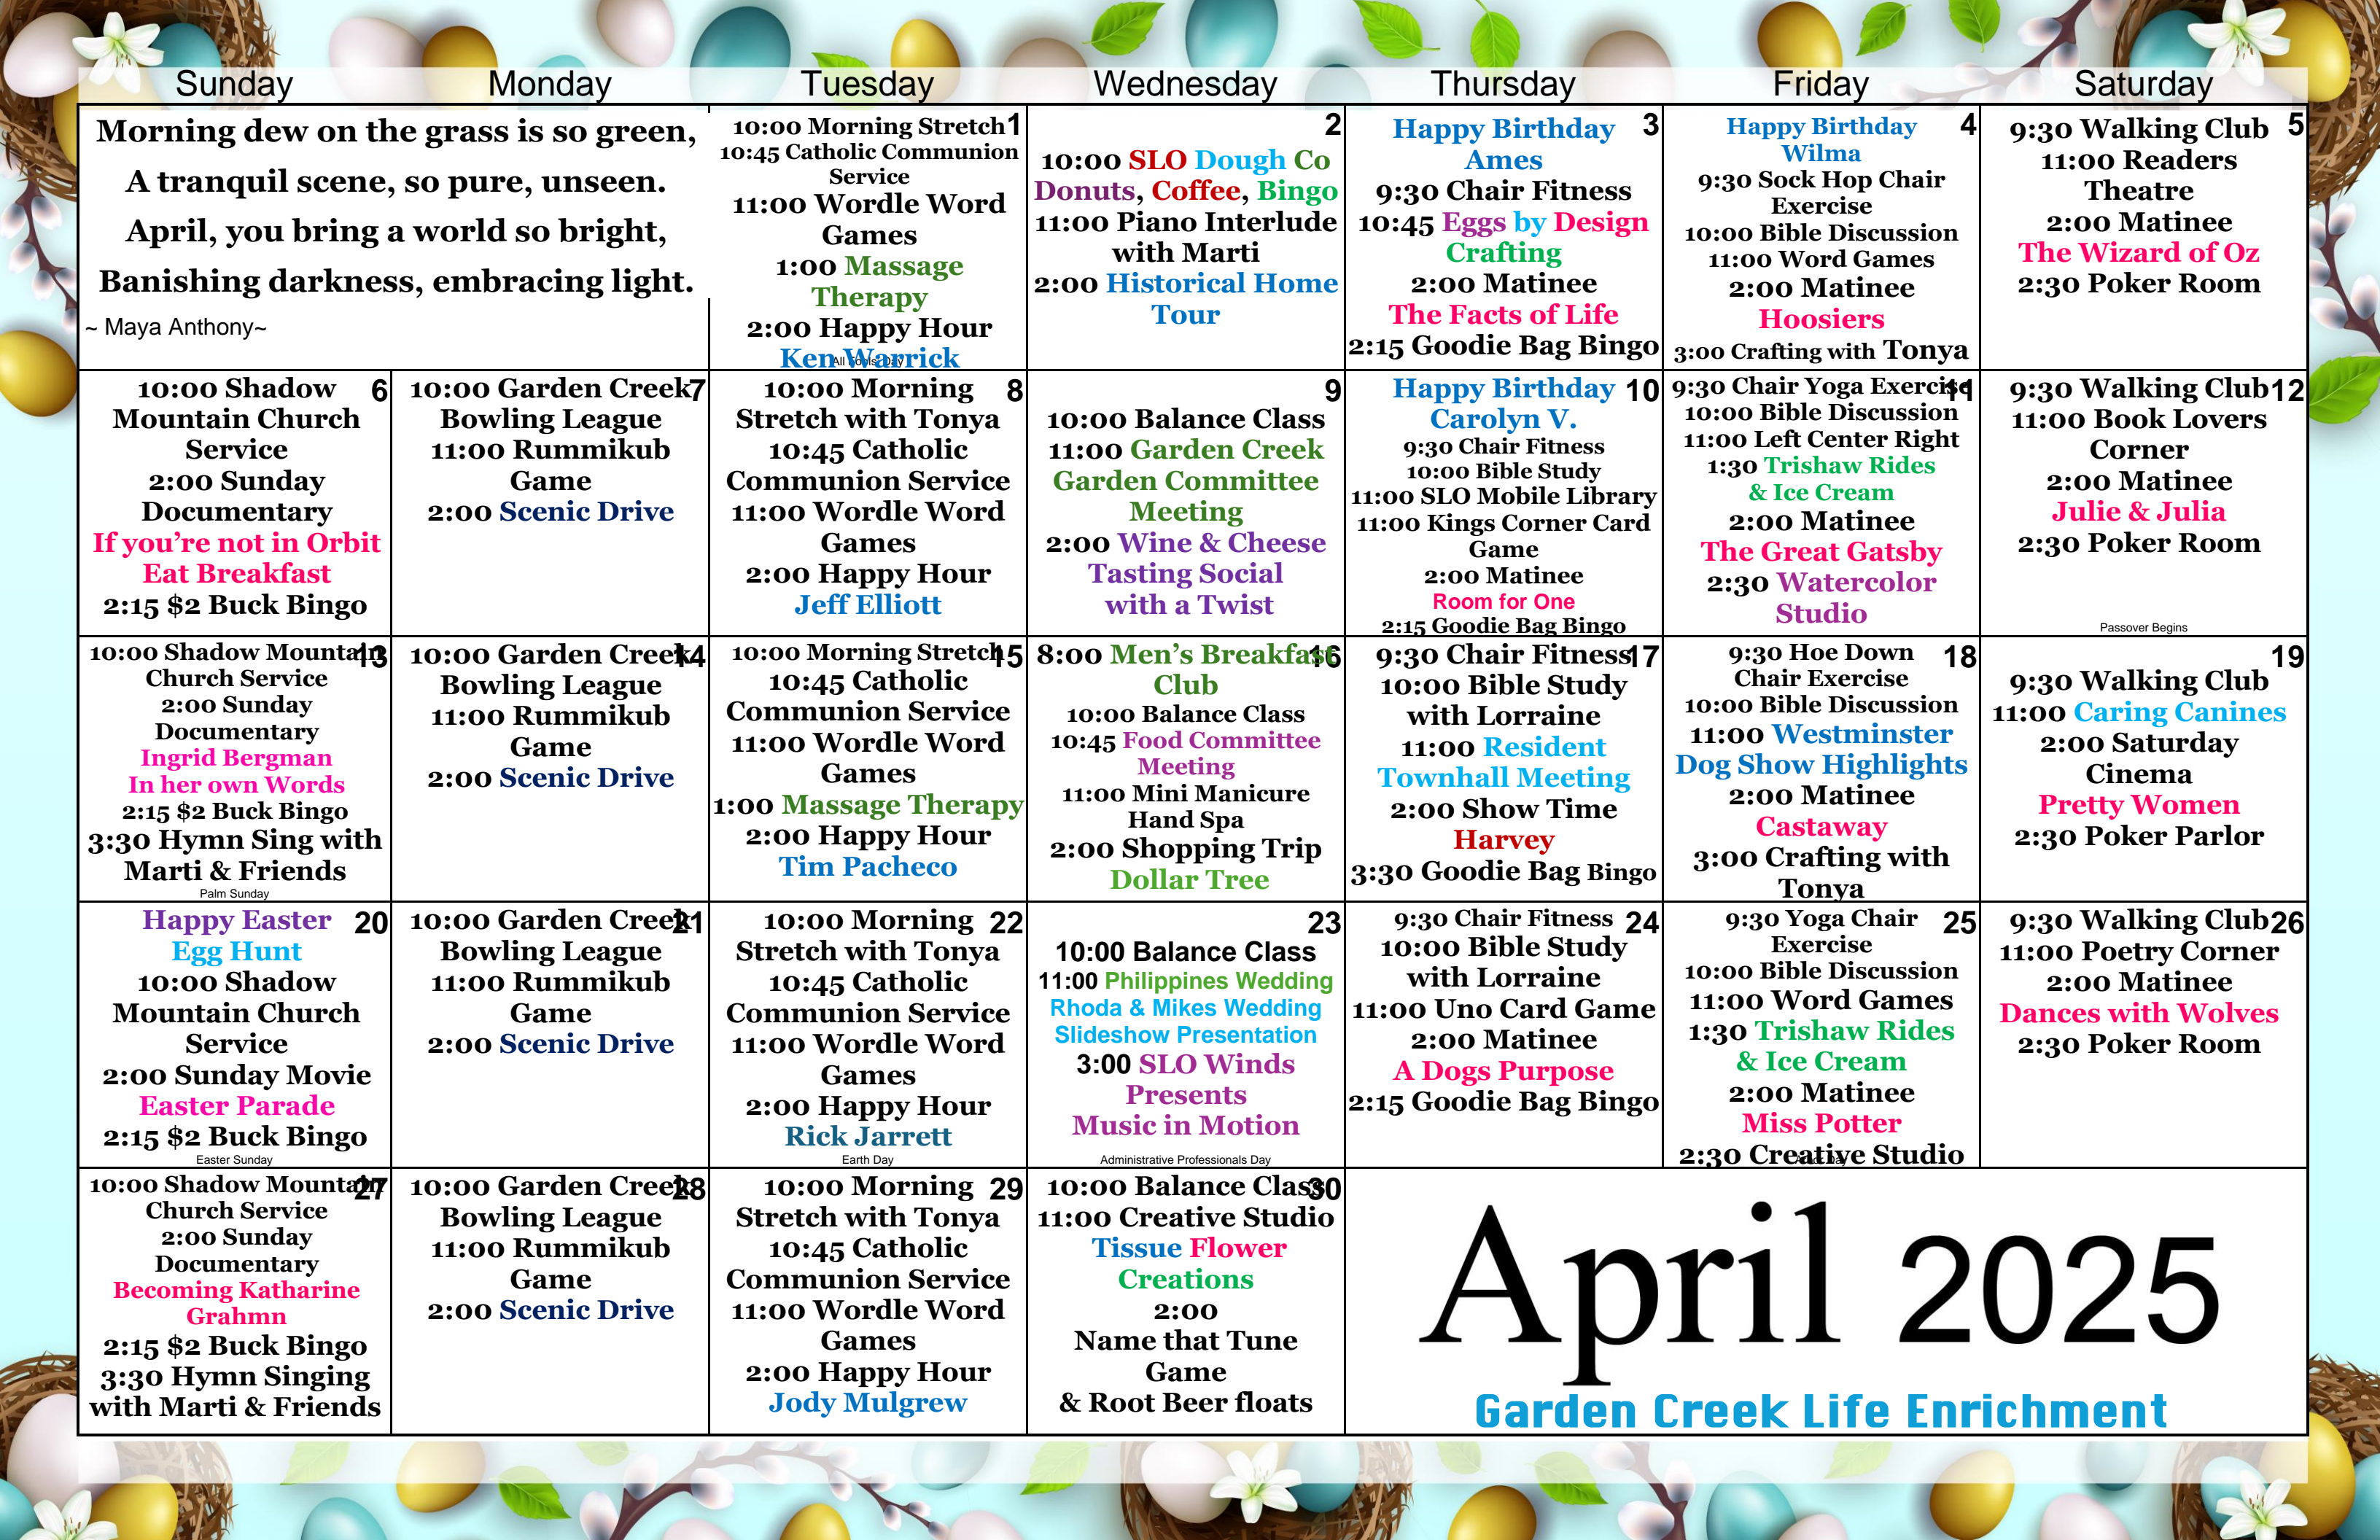 Sunday Monday Tuesday Wednesday Thursday Friday Saturday
Morning dew on the grass is so green,
A tranquil scene, so pure, unseen.
April, you bring a world so bright,
Banishing darkness, embracing light.
~ Maya Anthony~
1
10:00 Morning Stretch
10:45 Catholic Communion
Service
11:00 Wordle Word
Games
1:00 Massage
Therapy
2:00 Happy Hour
Ken Warrick
All Fools' Day
2
10:00 SLO Dough Co
Donuts, Coffee, Bingo
11:00 Piano Interlude
with Marti
2:00 Historical Home
Tour
3
Happy Birthday
Ames
9:30 Chair Fitness
10:45 Eggs by Design
Crafting
2:00 Matinee
The Facts of Life
2:15 Goodie Bag Bingo
4
Happy Birthday
Wilma
9:30 Sock Hop Chair
Exercise
10:00 Bible Discussion
11:00 Word Games
2:00 Matinee
Hoosiers
3:00 Crafting with Tonya
5
9:30 Walking Club
11:00 Readers
Theatre
2:00 Matinee
The Wizard of Oz
2:30 Poker Room
6
10:00 Shadow
Mountain Church
Service
2:00 Sunday
Documentary
If you're not in Orbit
Eat Breakfast
2:15 $2 Buck Bingo
7
10:00 Garden Creek
Bowling League
11:00 Rummikub
Game
2:00 Scenic Drive
8
10:00 Morning
Stretch with Tonya
10:45 Catholic
Communion Service
11:00 Wordle Word
Games
2:00 Happy Hour
Jeff Elliott
9
10:00 Balance Class
11:00 Garden Creek
Garden Committee
Meeting
2:00 Wine & Cheese
Tasting Social
with a Twist
10
Happy Birthday
Carolyn V.
9:30 Chair Fitness
10:00 Bible Study
11:00 SLO Mobile Library
11:00 Kings Corner Card
Game
2:00 Matinee
Room for One
2:15 Goodie Bag Bingo
11
9:30 Chair Yoga Exercise
10:00 Bible Discussion
11:00 Left Center Right
1:30 Trishaw Rides
& Ice Cream
2:00 Matinee
The Great Gatsby
2:30 Watercolor
Studio
12
9:30 Walking Club
11:00 Book Lovers
Corner
2:00 Matinee
Julie & Julia
2:30 Poker Room
Passover Begins
13
10:00 Shadow Mountain
Church Service
2:00 Sunday
Documentary
Ingrid Bergman
In her own Words
2:15 $2 Buck Bingo
3:30 Hymn Sing with
Marti & Friends
Palm Sunday
14
10:00 Garden Creek
Bowling League
11:00 Rummikub
Game
2:00 Scenic Drive
15
10:00 Morning Stretch
10:45 Catholic
Communion Service
11:00 Wordle Word
Games
1:00 Massage Therapy
2:00 Happy Hour
Tim Pacheco
16
8:00 Men's Breakfast
Club
10:00 Balance Class
10:45 Food Committee
Meeting
11:00 Mini Manicure
Hand Spa
2:00 Shopping Trip
Dollar Tree
17
9:30 Chair Fitness
10:00 Bible Study
with Lorraine
11:00 Resident
Townhall Meeting
2:00 Show Time
Harvey
3:30 Goodie Bag Bingo
18
9:30 Hoe Down
Chair Exercise
10:00 Bible Discussion
11:00 Westminster
Dog Show Highlights
2:00 Matinee
Castaway
3:00 Crafting with
Tonya
19
9:30 Walking Club
11:00 Caring Canines
2:00 Saturday
Cinema
Pretty Women
2:30 Poker Parlor
20
Happy Easter
Egg Hunt
10:00 Shadow
Mountain Church
Service
2:00 Sunday Movie
Easter Parade
2:15 $2 Buck Bingo
Easter Sunday
21
10:00 Garden Creek
Bowling League
11:00 Rummikub
Game
2:00 Scenic Drive
22
10:00 Morning
Stretch with Tonya
10:45 Catholic
Communion Service
11:00 Wordle Word
Games
2:00 Happy Hour
Rick Jarrett
Earth Day
23
10:00 Balance Class
11:00 Philippines Wedding
Rhoda & Mikes Wedding
Slideshow Presentation
3:00 SLO Winds
Presents
Music in Motion
Administrative Professionals Day
24
9:30 Chair Fitness
10:00 Bible Study
with Lorraine
11:00 Uno Card Game
2:00 Matinee
A Dogs Purpose
2:15 Goodie Bag Bingo
25
9:30 Yoga Chair
Exercise
10:00 Bible Discussion
11:00 Word Games
1:30 Trishaw Rides
& Ice Cream
2:00 Matinee
Miss Potter
2:30 Creative Studio
26
9:30 Walking Club
11:00 Poetry Corner
2:00 Matinee
Dances with Wolves
2:30 Poker Room
27
10:00 Shadow Mountain
Church Service
2:00 Sunday
Documentary
Becoming Katharine
Grahmn
2:15 $2 Buck Bingo
3:30 Hymn Singing
with Marti & Friends
28
10:00 Garden Creek
Bowling League
11:00 Rummikub
Game
2:00 Scenic Drive
29
10:00 Morning
Stretch with Tonya
10:45 Catholic
Communion Service
11:00 Wordle Word
Games
2:00 Happy Hour
Jody Mulgrew
30
10:00 Balance Class
11:00 Creative Studio
Tissue Flower
Creations
2:00
Name that Tune
Game
& Root Beer floats
April 2025
Garden Creek Life Enrichment